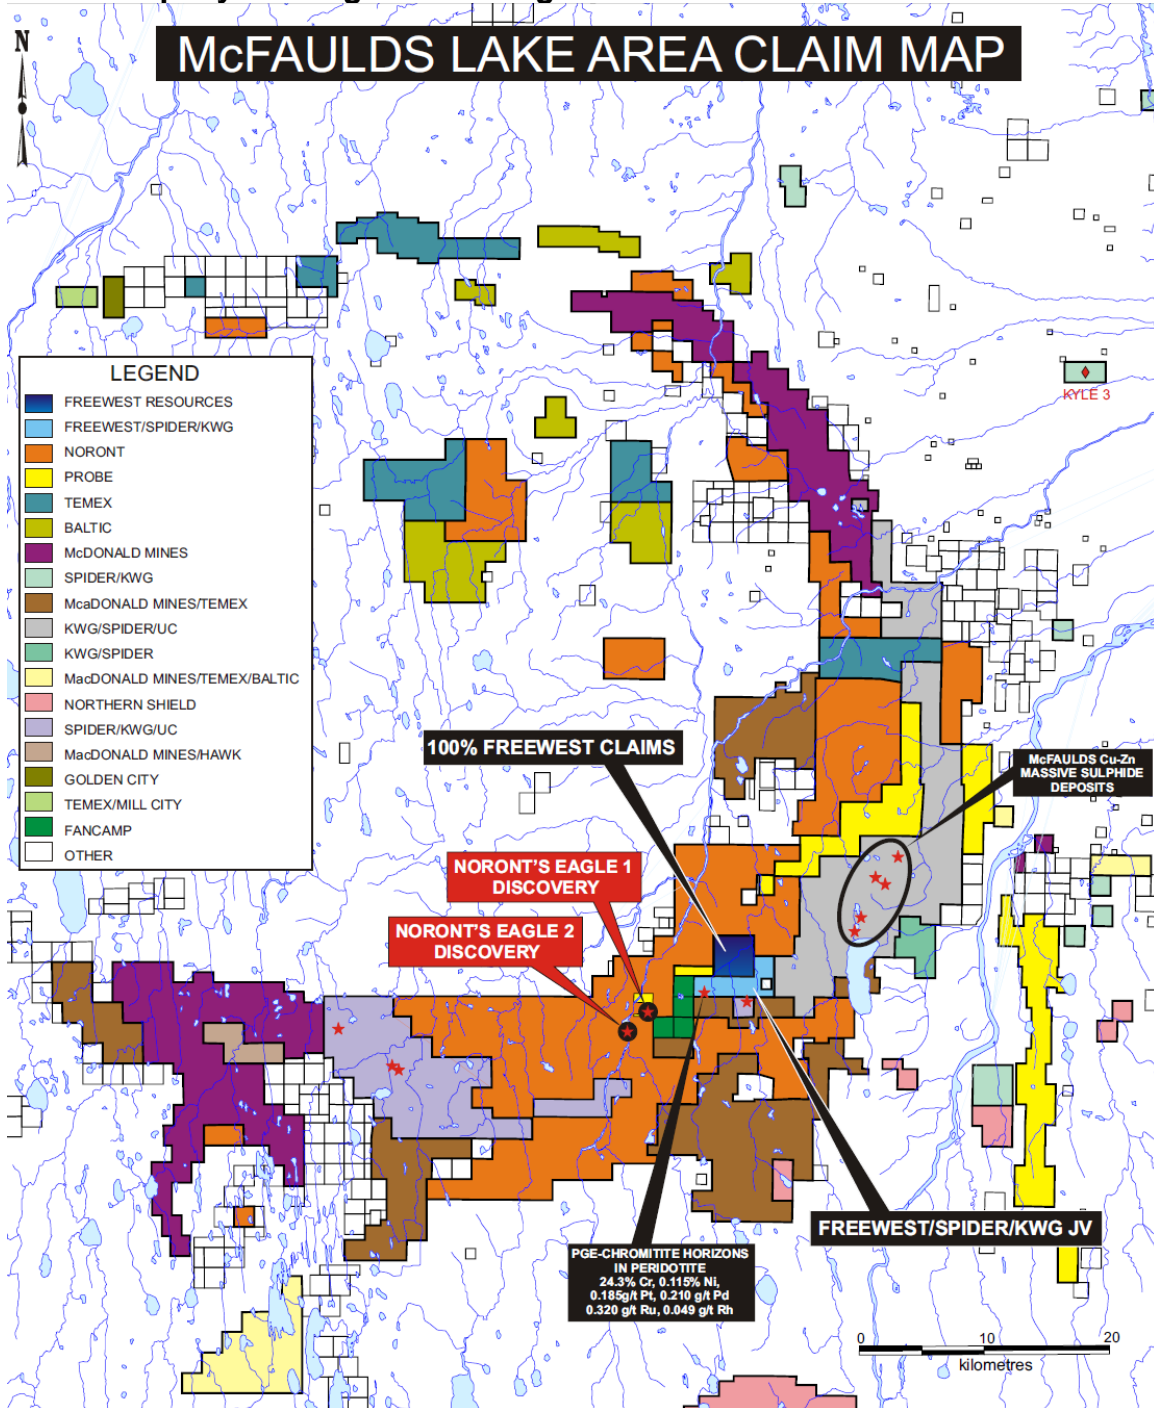 N
McFAULDS LAKE AREA CLAIM MAP
KYLE 3
LEGEND
FREEWEST RESOURCES
FREEWEST/SPIDER/KWG
NORONT
PROBE
TEMEX
BALTIC
McDONALD MINES
SPIDER/KWG
McaDONALD MINES/TEMEX
KWG/SPIDER/UC
KWG/SPIDER
MacDONALD MINES/TEMEX/BALTIC
NORTHERN SHIELD
SPIDER/KWG/UC
MacDONALD MINES/HAWK
GOLDEN CITY
TEMEX/MILL CITY
FANCAMP
OTHER
100% FREEWEST CLAIMS
McFAULDS Cu-Zn
MASSIVE SULPHIDE
DEPOSITS
NORONT'S EAGLE 1
DISCOVERY
NORONT'S EAGLE 2
DISCOVERY
FREEWEST/SPIDER/KWG JV
PGE-CHROMITITE HORIZONS
IN PERIDOTITE
24.3% Cr, 0.115% Ni,
0.185g/t Pt, 0.210 g/t Pd
0.320 g/t Ru, 0.049 g/t Rh
0 10 20
kilometres